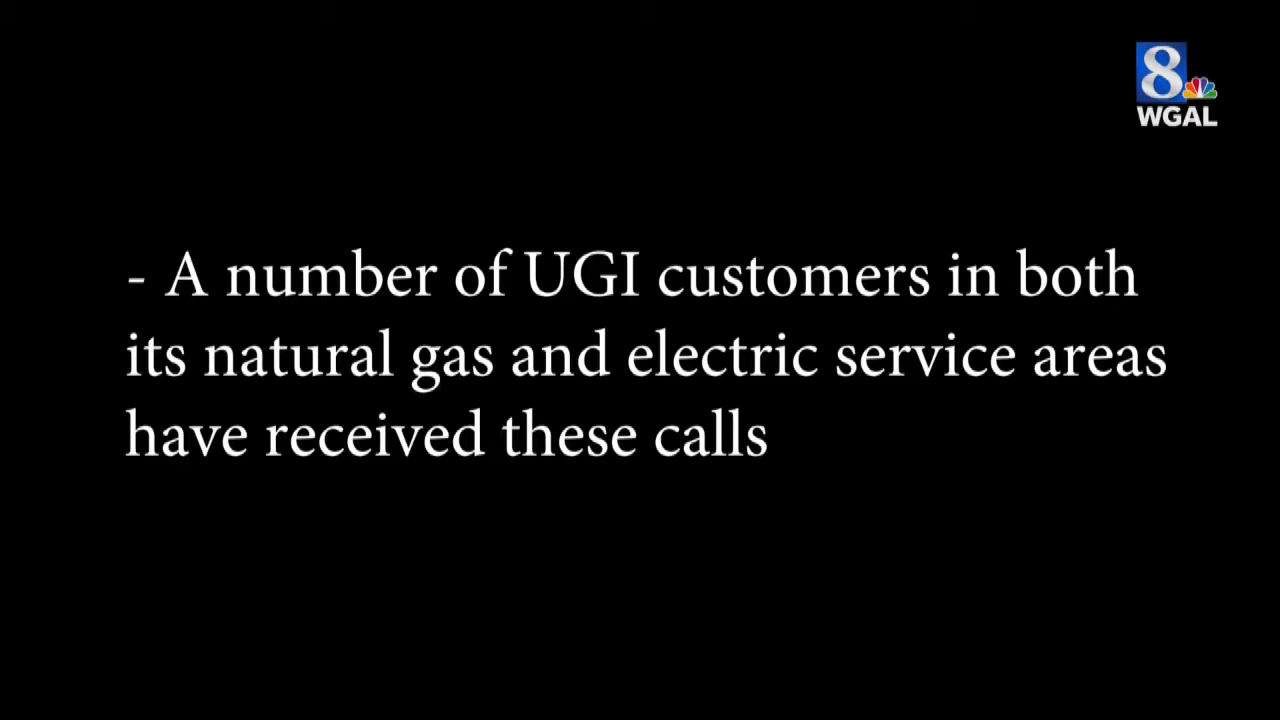 8
WGAL
- A number of UGI customers in both
its natural gas and electric service areas
have received these calls